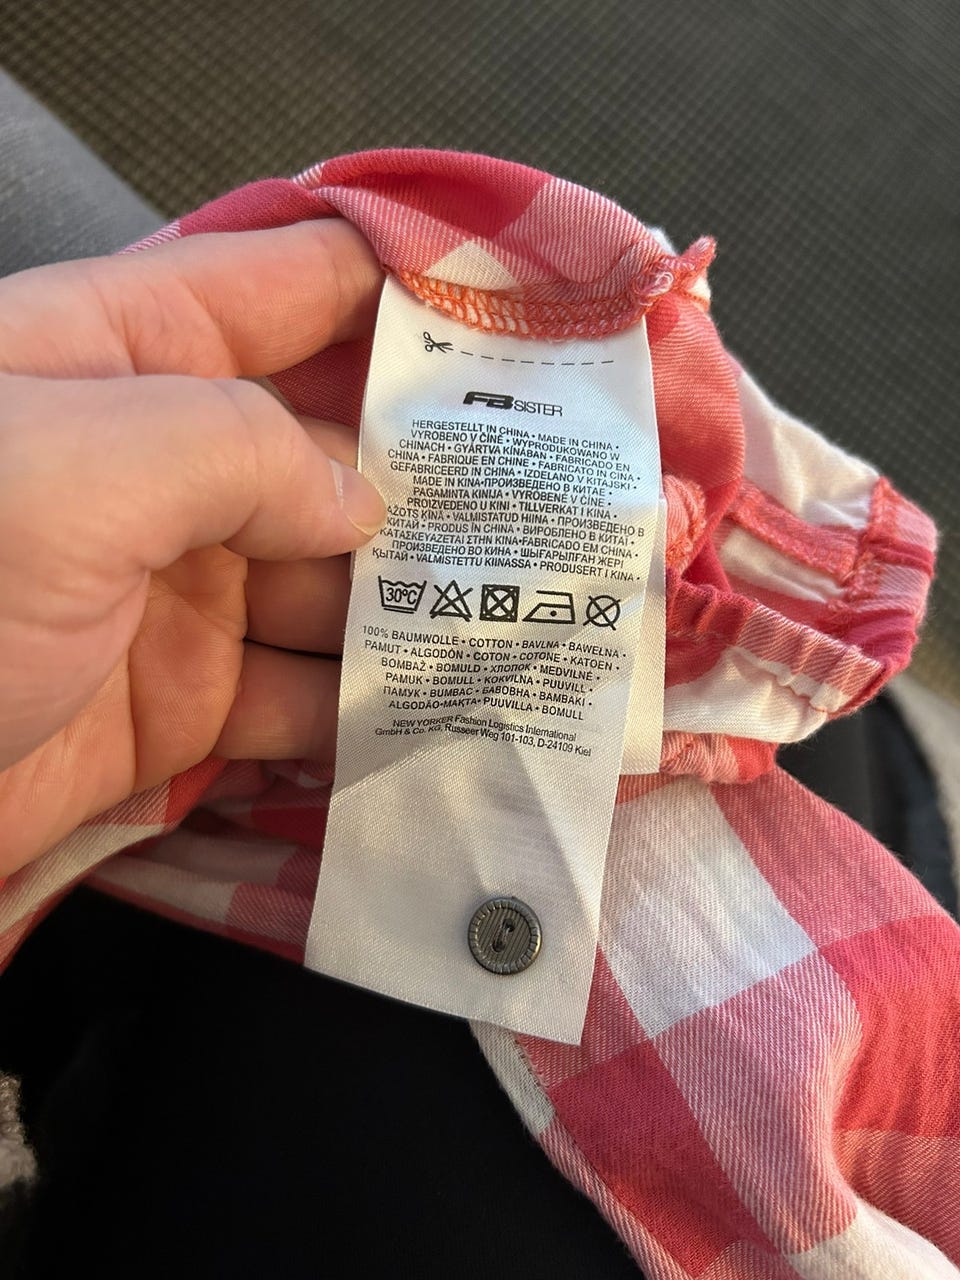 FB SISTER
HERGESTELLT IN CHINA • MADE IN CHINA •
VYROBENO V ČÍNĚ • WYPRODUKOWANO W
CHINACH • GYÁRTVA KÍNÁBAN • FABRICADO EN
CHINA • FABRIQUE EN CHINE • FABBRICATO IN CINA •
GEFABRICEERD IN CHINA • IZDELANO V KITAJSKI •
MADE IN KINA•ПРОИЗВЕДЕНО В КИТАЕ •
PAGAMINTA KINIJA • VYROBENÉ V ČÍNE •
PROIZVEDENO U KINI • TILLVERKAT I KINA •
RAŽOTS ĶĪNĀ • VALMISTATUD HIINA • ПРОИЗВЕДЕНО В
КИТАЙ • PRODUS ÎN CHINA • ВИРОБЛЕНО В КИТАЇ •
ΚΑΤΑΣΚΕΥΑΖΕΤΑΙ ΣΤΗΝ ΚΙΝΑ•FABRICADO EM CHINA •
ПРОИЗВЕДЕНО ВО КИНА • ШЫҒАРЫЛҒАН ЖЕРІ
ҚЫТАЙ • VALMISTETTU KIINASSA • PRODUSERT I KINA •
30°C
100% BAUMWOLLE • COTTON • BAVLNA • BAWEŁNA •
PAMUT • ALGODÓN • COTON • COTONE • KATOEN •
BOMBAŽ • BOMULD • ХЛОПОК • MEDVILNĖ •
PAMUK • BOMULL • KOKVILNA • PUUVILL •
ПАМУК • BUMBAC • БАВОВНА • ΒΑΜΒΑΚΙ •
ALGODÃO•МАҚТА• PUUVILLA • BOMULL
NEW YORKER Fashion Logistics International
GmbH & Co. KG, Russeer Weg 101-103, D-24109 Kiel